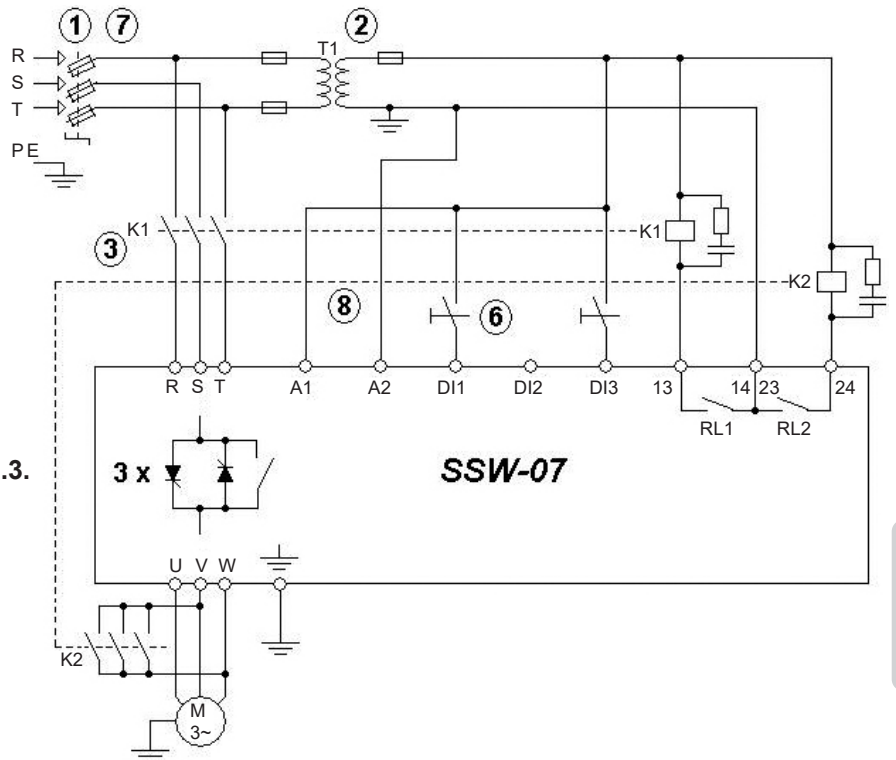 1 7 2
T1
R
S
T
PE
K1
3
K1
K2
8
6
R S T A1 A2 DI1 DI2 DI3 13 14 23 24
RL1 RL2
.3.
3 x
SSW-07
U V W
K2
M
3~